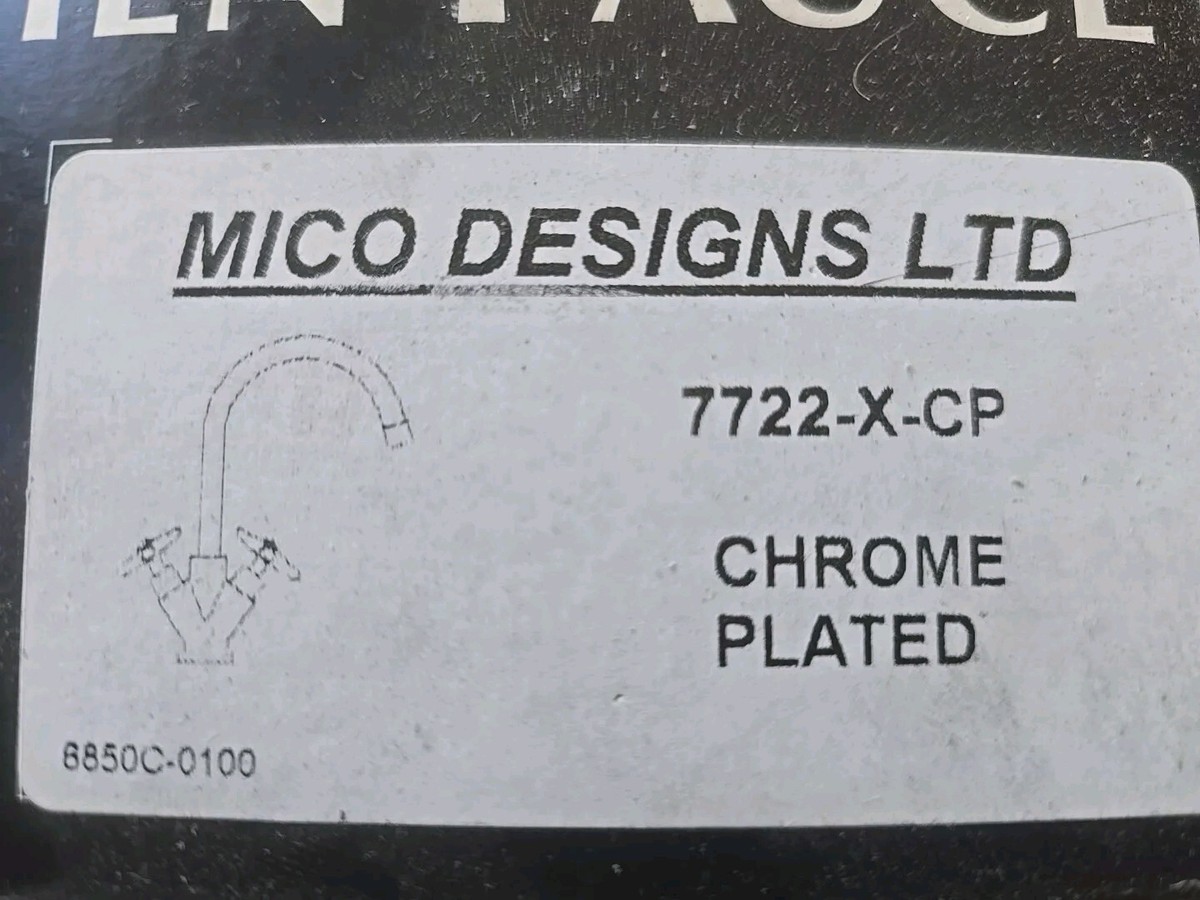 MICO DESIGNS LTD
7722-X-CP
CHROME
PLATED
6850C-0100